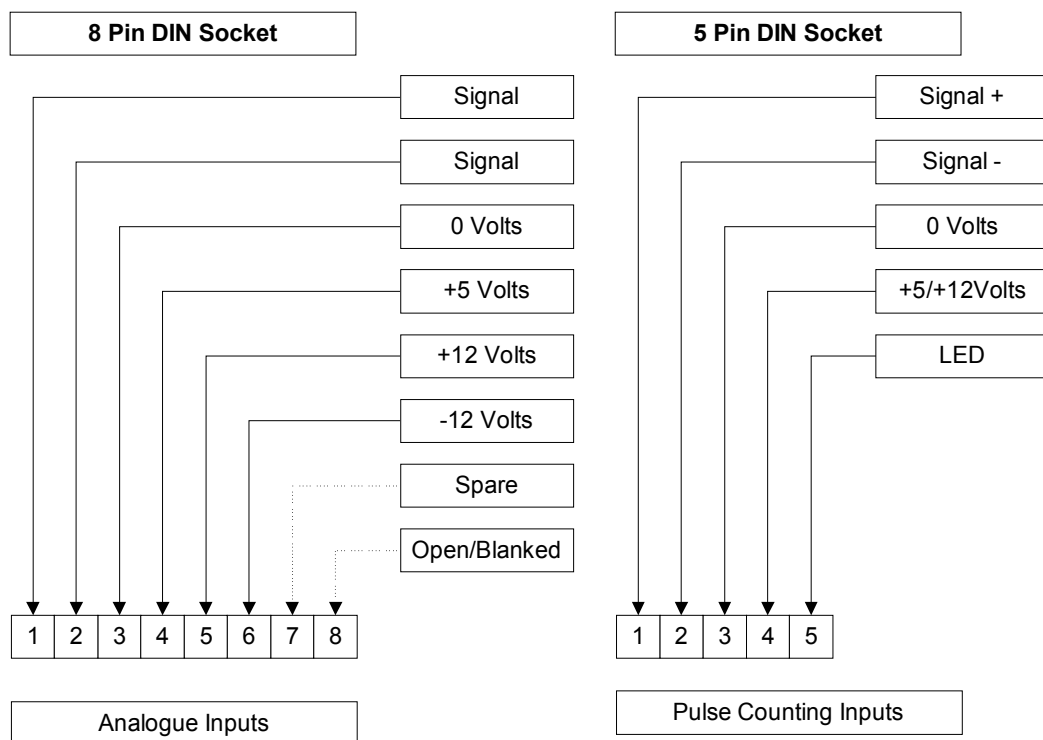 8 Pin DIN Socket
Signal
Signal
0 Volts
+5 Volts
+12 Volts
-12 Volts
Spare
Open/Blanked
1 2 3 4 5 6 7 8
Analogue Inputs
5 Pin DIN Socket
Signal +
Signal -
0 Volts
+5/+12Volts
LED
1 2 3 4 5
Pulse Counting Inputs